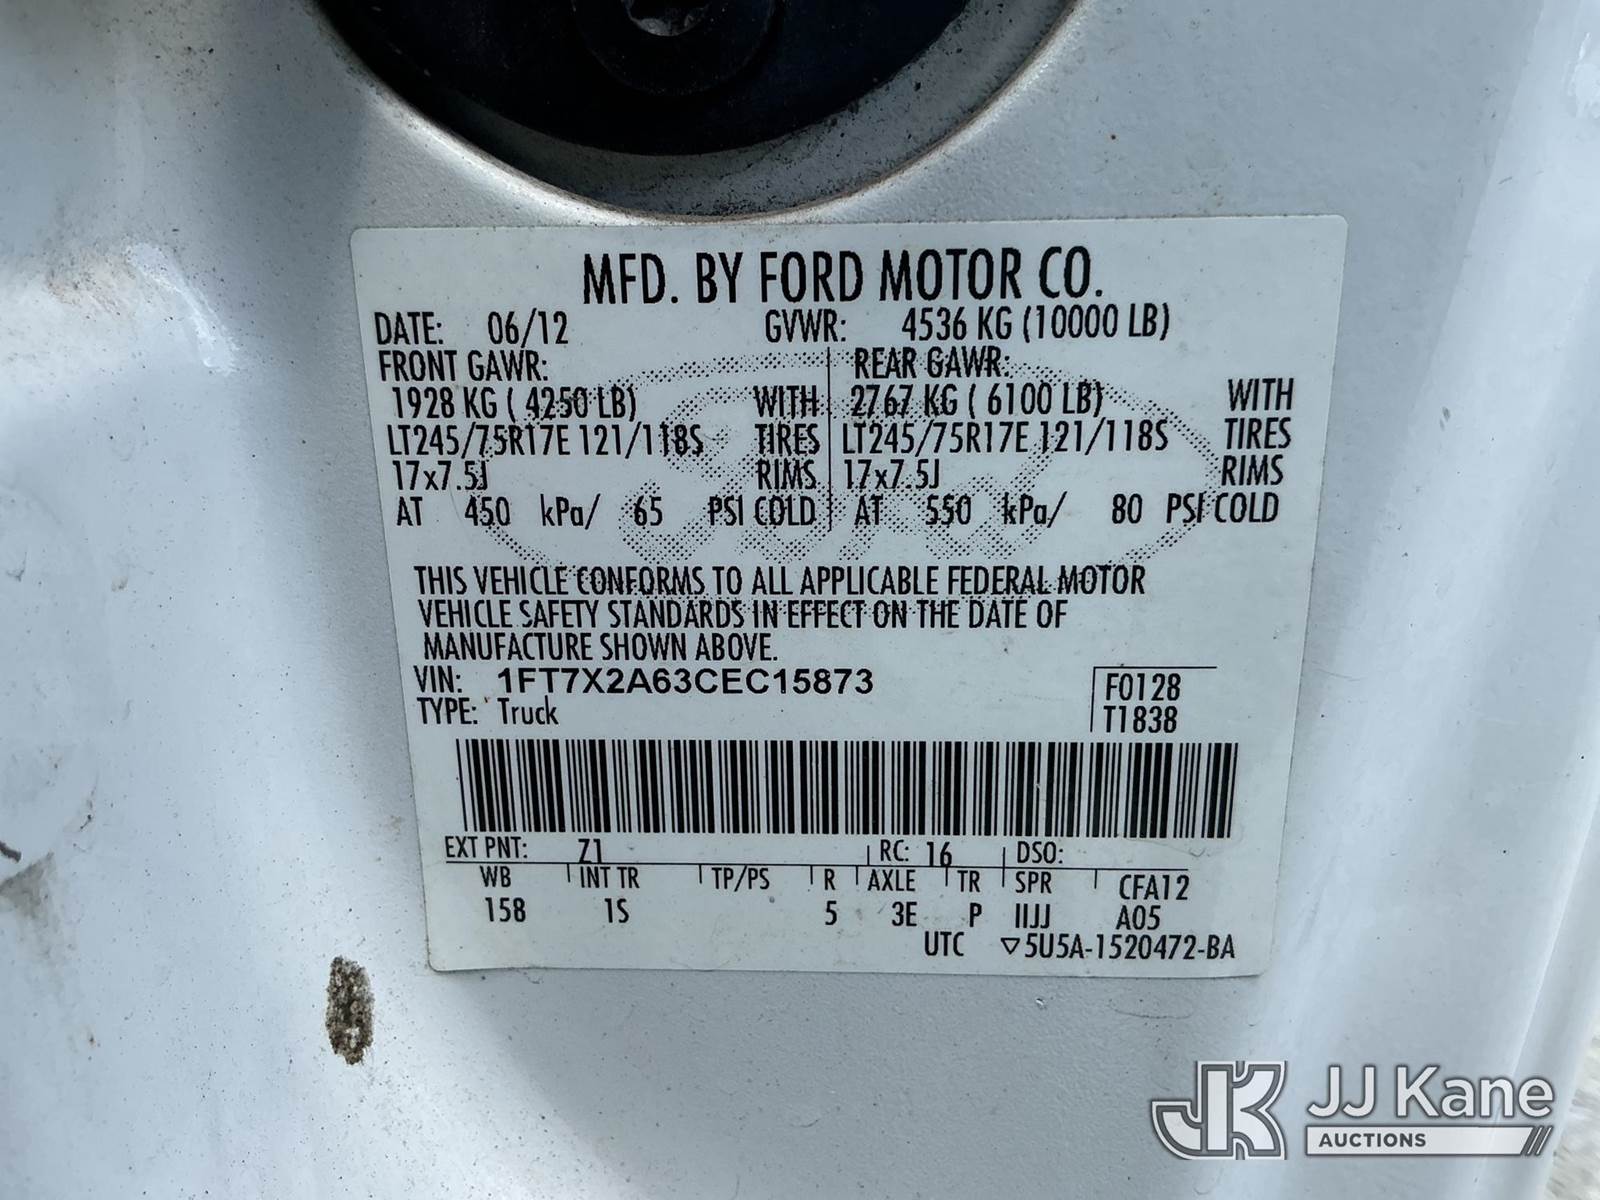 MFD. BY FORD MOTOR CO.
DATE: 06/12 GVWR: 4536 KG (10000 LB)
FRONT GAWR: REAR GAWR:
1928 KG ( 4250 LB) WITH 2767 KG ( 6100 LB) WITH
LT245/75R17E 121/118S TIRES LT245/75R17E 121/118S TIRES
17x7.5J RIMS 17x7.5J RIMS
AT 450 kPa/ 65 PSI COLD AT 550 kPa/ 80 PSI COLD
THIS VEHICLE CONFORMS TO ALL APPLICABLE FEDERAL MOTOR
VEHICLE SAFETY STANDARDS IN EFFECT ON THE DATE OF
MANUFACTURE SHOWN ABOVE.
VIN: 1FT7X2A63CEC15873 F0128
TYPE: Truck T1838
EXT PNT: Z1 RC: 16 DSO:
WB INT TR TP/PS R AXLE TR SPR CFA12
158 1S 5 3E P IIJJ A05
UTC ▽5U5A-1520472-BA
JJ Kane
AUCTIONS